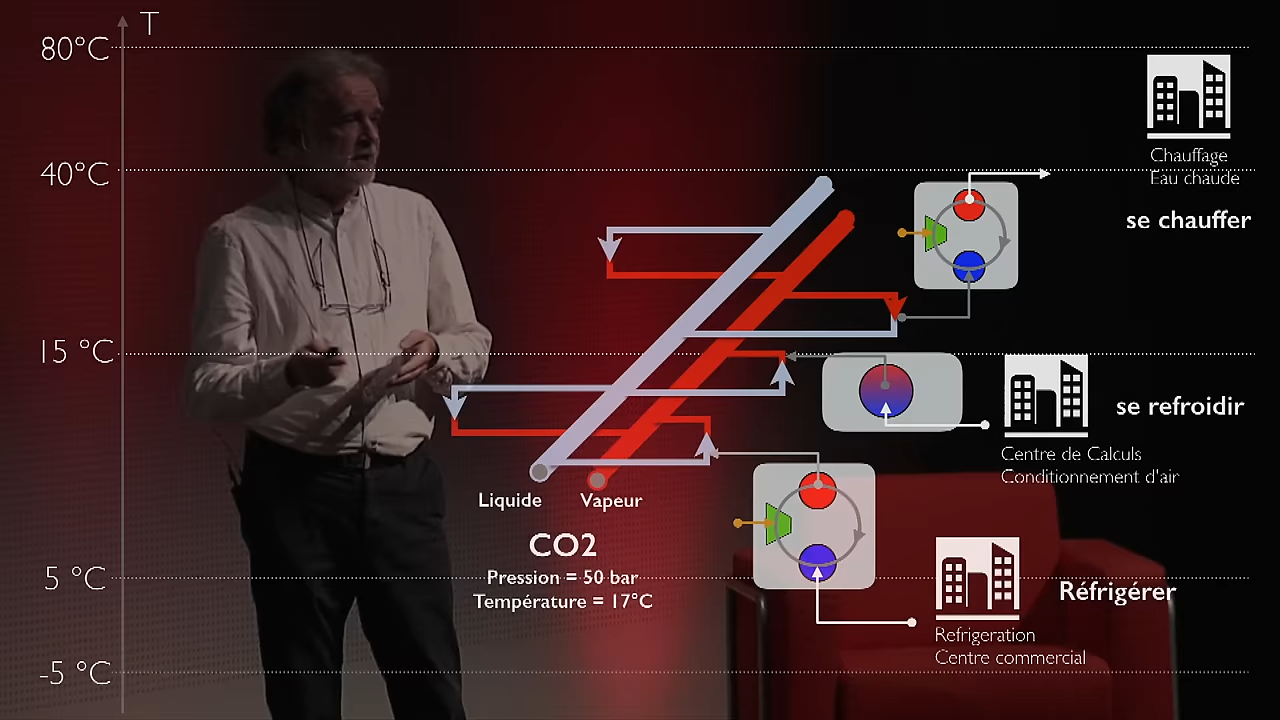 T
80°C
40°C
15 °C
5 °C
-5 °C
Chauffage
Eau chaude
se chauffer
se refroidir
Centre de Calculs
Conditionnement d'air
Liquide
Vapeur
CO2
Pression = 50 bar
Température = 17°C
Réfrigérer
Refrigeration
Centre commercial